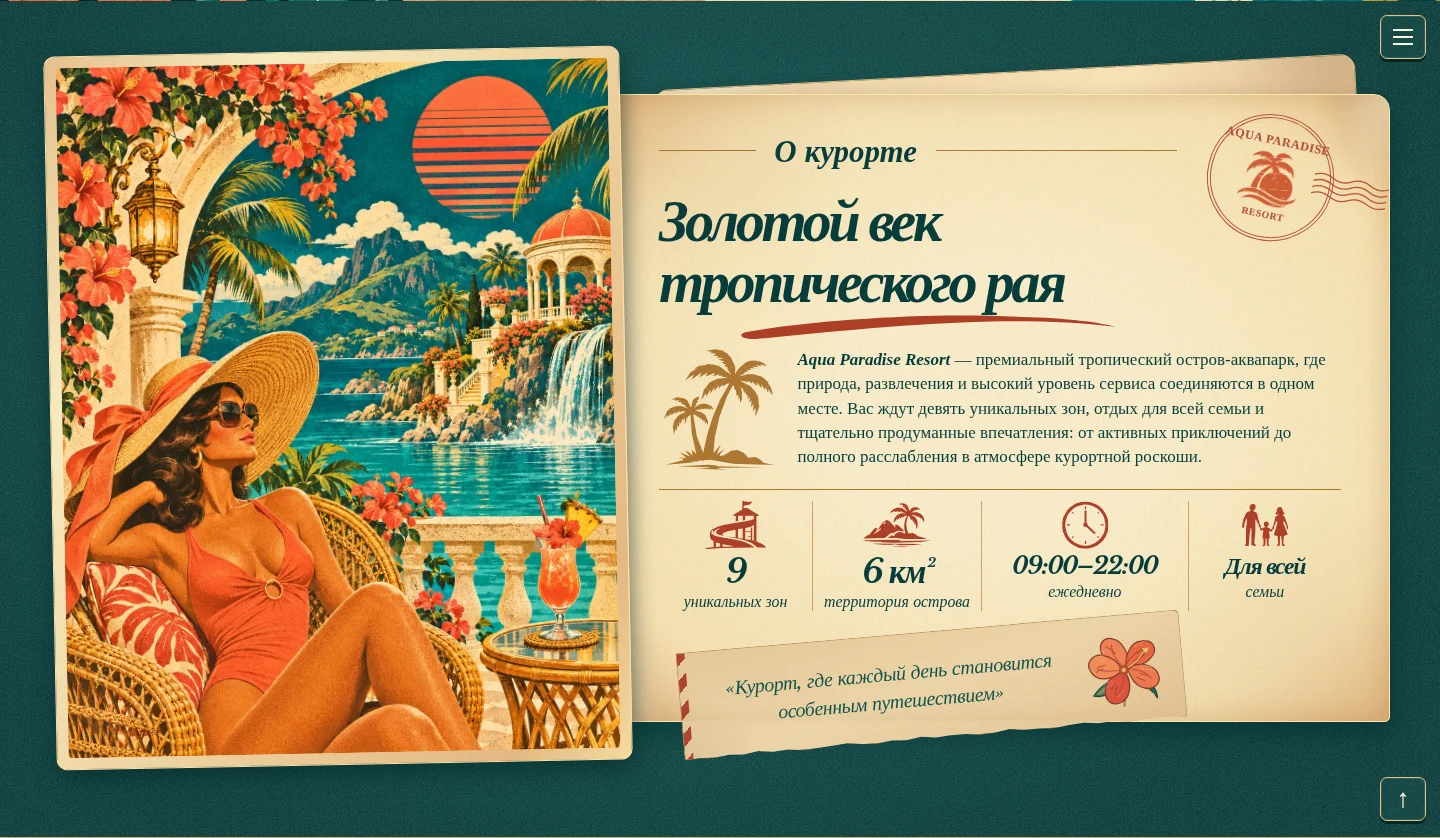 О курорте
AQUA PARADISE
RESORT
Золотой век
тропического рая
Aqua Paradise Resort — премиальный тропический остров-аквапарк, где
природа, развлечения и высокий уровень сервиса соединяются в одном
месте. Вас ждут девять уникальных зон, отдых для всей семьи и
тщательно продуманные впечатления: от активных приключений до
полного расслабления в атмосфере курортной роскоши.
9
уникальных зон
6 км²
территория острова
09:00–22:00
ежедневно
Для всей
семьи
«Курорт, где каждый день становится
особенным путешествием»
↑